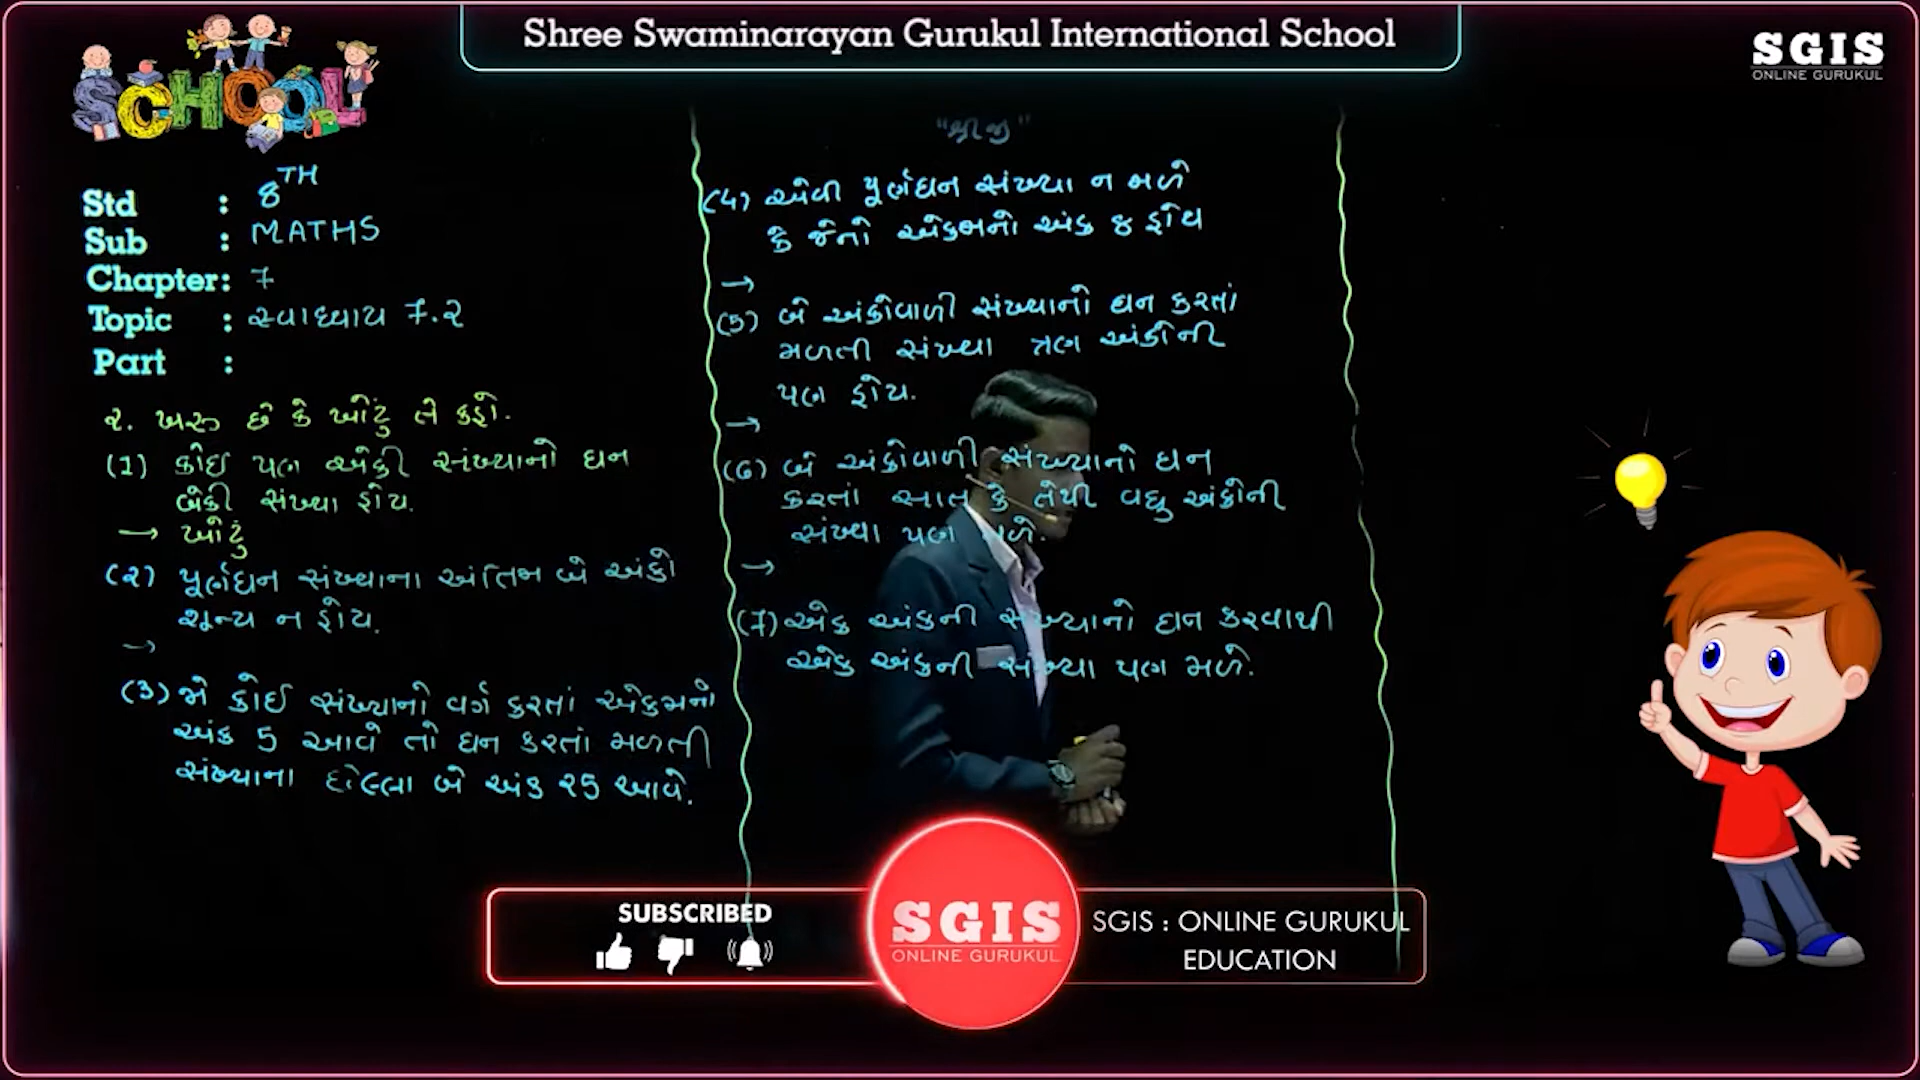 Shree Swaminarayan Gurukul International School
SGIS
ONLINE GURUKUL
SCHOOL
Std : 8TH
Sub : MATHS
Chapter: 7
Topic : સ્વાધ્યાય 7.૨
Part :
૨. ખરૂ છે કે ખોટું તે કહો.
(1) કોઈ પણ એકી સંખ્યાનો ઘન
બેકી સંખ્યા હોય.
→ ખોટું
(૨) પૂર્ણઘન સંખ્યાના અંતિમ બે અંકો
શૂન્ય ન હોય.
→
(3) જો કોઈ સંખ્યાનો વર્ગ કરતાં એકમનો
અંક 5 આવે તો ઘન કરતાં મળતી
સંખ્યાના છેલ્લા બે અંક ૨5 આવે.
"શ્રીજી"
(4) એવી પૂર્ણઘન સંખ્યા ન મળે
કે જેનો એકમનો અંક 8 હોય
→
(5) બે અંકોવાળી સંખ્યાનો ઘન કરતાં
મળતી સંખ્યા ત્રણ અંકોની
પણ હોય.
→
(6) બે અંકોવાળી સંખ્યાનો ઘન
કરતાં સાત કે તેથી વધુ અંકોની
સંખ્યા પણ મળે.
→
(7) એક અંકની સંખ્યાનો ઘન કરવાથી
એક અંકની સંખ્યા પણ મળે.
SUBSCRIBED
SGIS
ONLINE GURUKUL
SGIS : ONLINE GURUKUL
EDUCATION